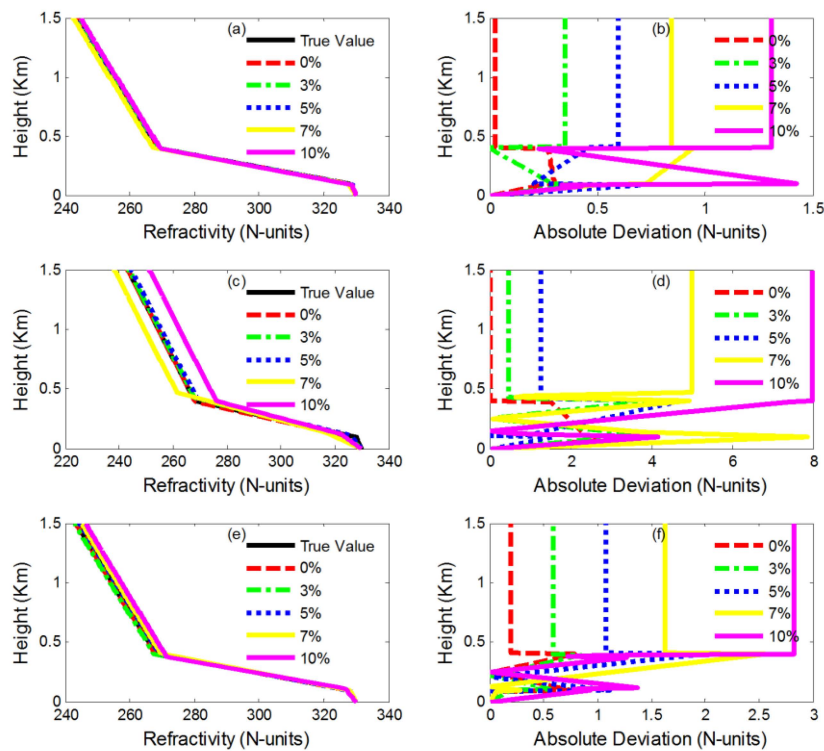 (a)
True Value
0%
3%
5%
7%
10%
1.5
1
0.5
0
Height (Km)
240 260 280 300 320 340
Refractivity (N-units)
(b)
0%
3%
5%
7%
10%
1.5
1
0.5
0
Height (Km)
0 0.5 1 1.5
Absolute Deviation (N-units)
(c)
True Value
0%
3%
5%
7%
10%
1.5
1
0.5
0
Height (Km)
220 240 260 280 300 320 340
Refractivity (N-units)
(d)
0%
3%
5%
7%
10%
1.5
1
0.5
0
Height (Km)
0 2 4 6 8
Absolute Deviation (N-units)
(e)
True Value
0%
3%
5%
7%
10%
1.5
1
0.5
0
Height (Km)
240 260 280 300 320 340
Refractivity (N-units)
(f)
0%
3%
5%
7%
10%
1.5
1
0.5
0
Height (Km)
0 0.5 1 1.5 2 2.5 3
Absolute Deviation (N-units)